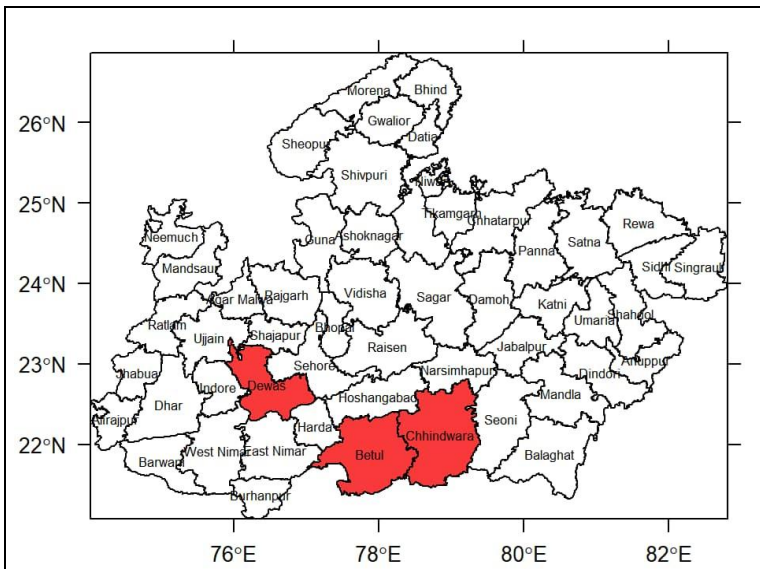 Morena
Bhind
26°N
Gwalior
Datia
Sheopu
Shivpuri
Niwa
25°N
Tikamgarh
Chhatarpur
Rewa
Neemuch
Guna
Ashoknagar
Panna
Satna
Mandsau
Sidhi
Singrauli
24°N
Agar Malwa
Rajgarh
Vidisha
Sagar
Damoh
Katni
Umaria
Shahdol
Ratlam
Ujjain
Shajapur
Bhopal
Raisen
Jabalpur
23°N
Jhabua
Sehore
Narsimhapur
Dindori
Anuppur
Indore
Dewas
Hoshangabad
Mandla
Alirajpur
Dhar
Harda
Chhindwara
Seoni
22°N
Barwani
West Nimar
East Nimar
Betul
Balaghat
Burhanpur
76°E
78°E
80°E
82°E